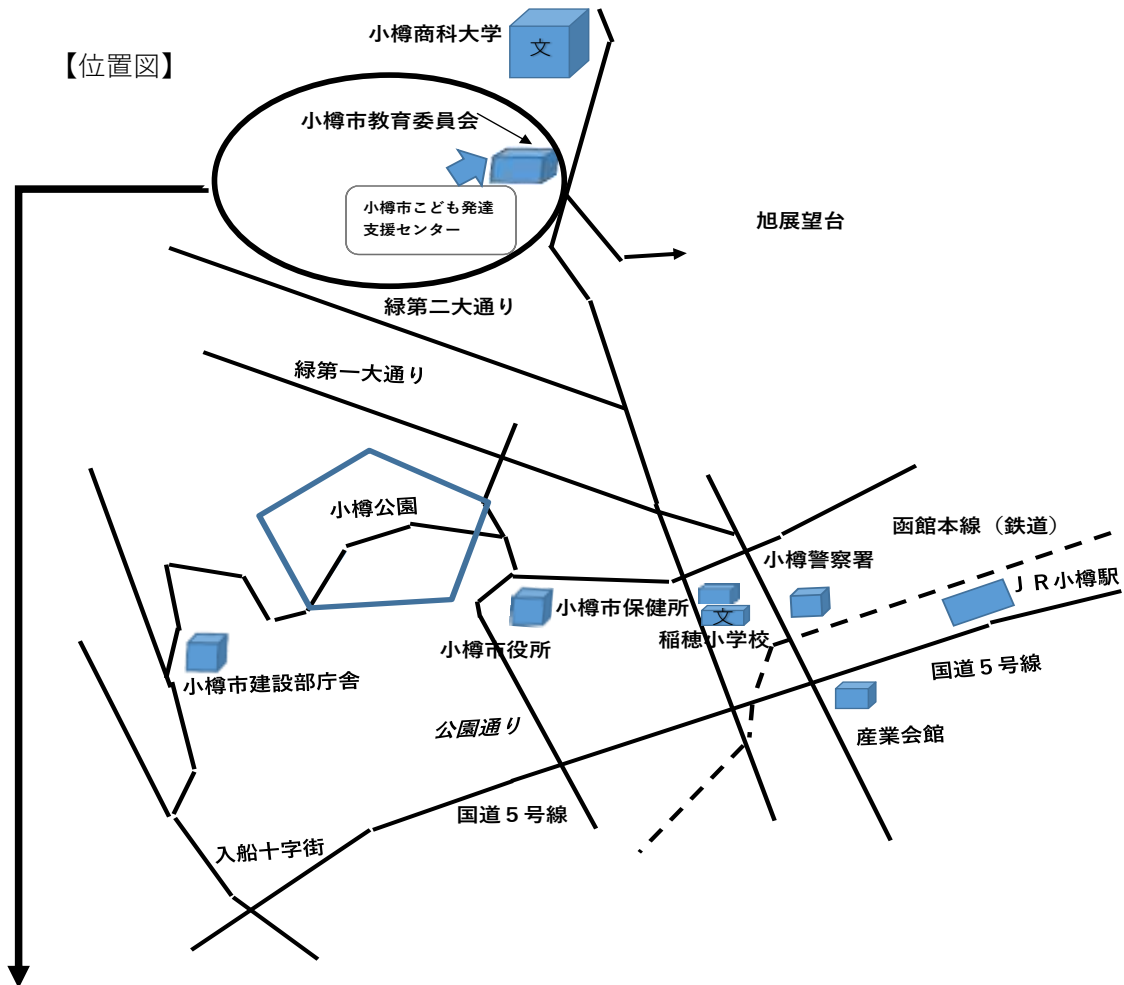 小樽商科大学
文
【位置図】
小樽市教育委員会
小樽市こども発達
支援センター
旭展望台
緑第二大通り
緑第一大通り
小樽公園
函館本線（鉄道）
小樽警察署
ＪＲ小樽駅
小樽市保健所
文
稲穂小学校
小樽市役所
国道５号線
小樽市建設部庁舎
公園通り
産業会館
国道５号線
入船十字街